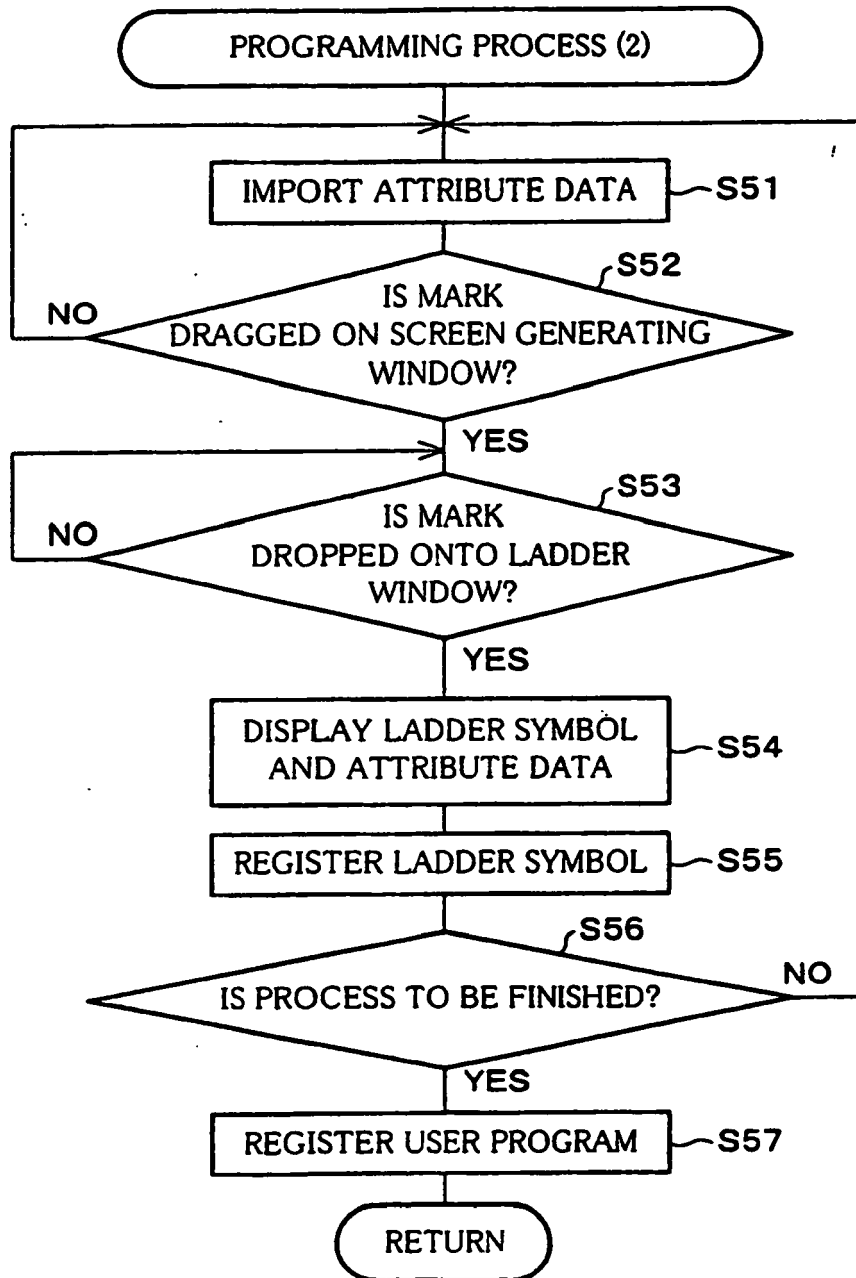 PROGRAMMING PROCESS (2)
IMPORT ATTRIBUTE DATA
S51
S52
IS MARK
DRAGGED ON SCREEN GENERATING
WINDOW?
NO
YES
S53
IS MARK
DROPPED ONTO LADDER
WINDOW?
NO
YES
DISPLAY LADDER SYMBOL
AND ATTRIBUTE DATA
S54
REGISTER LADDER SYMBOL
S55
S56
IS PROCESS TO BE FINISHED?
NO
YES
REGISTER USER PROGRAM
S57
RETURN